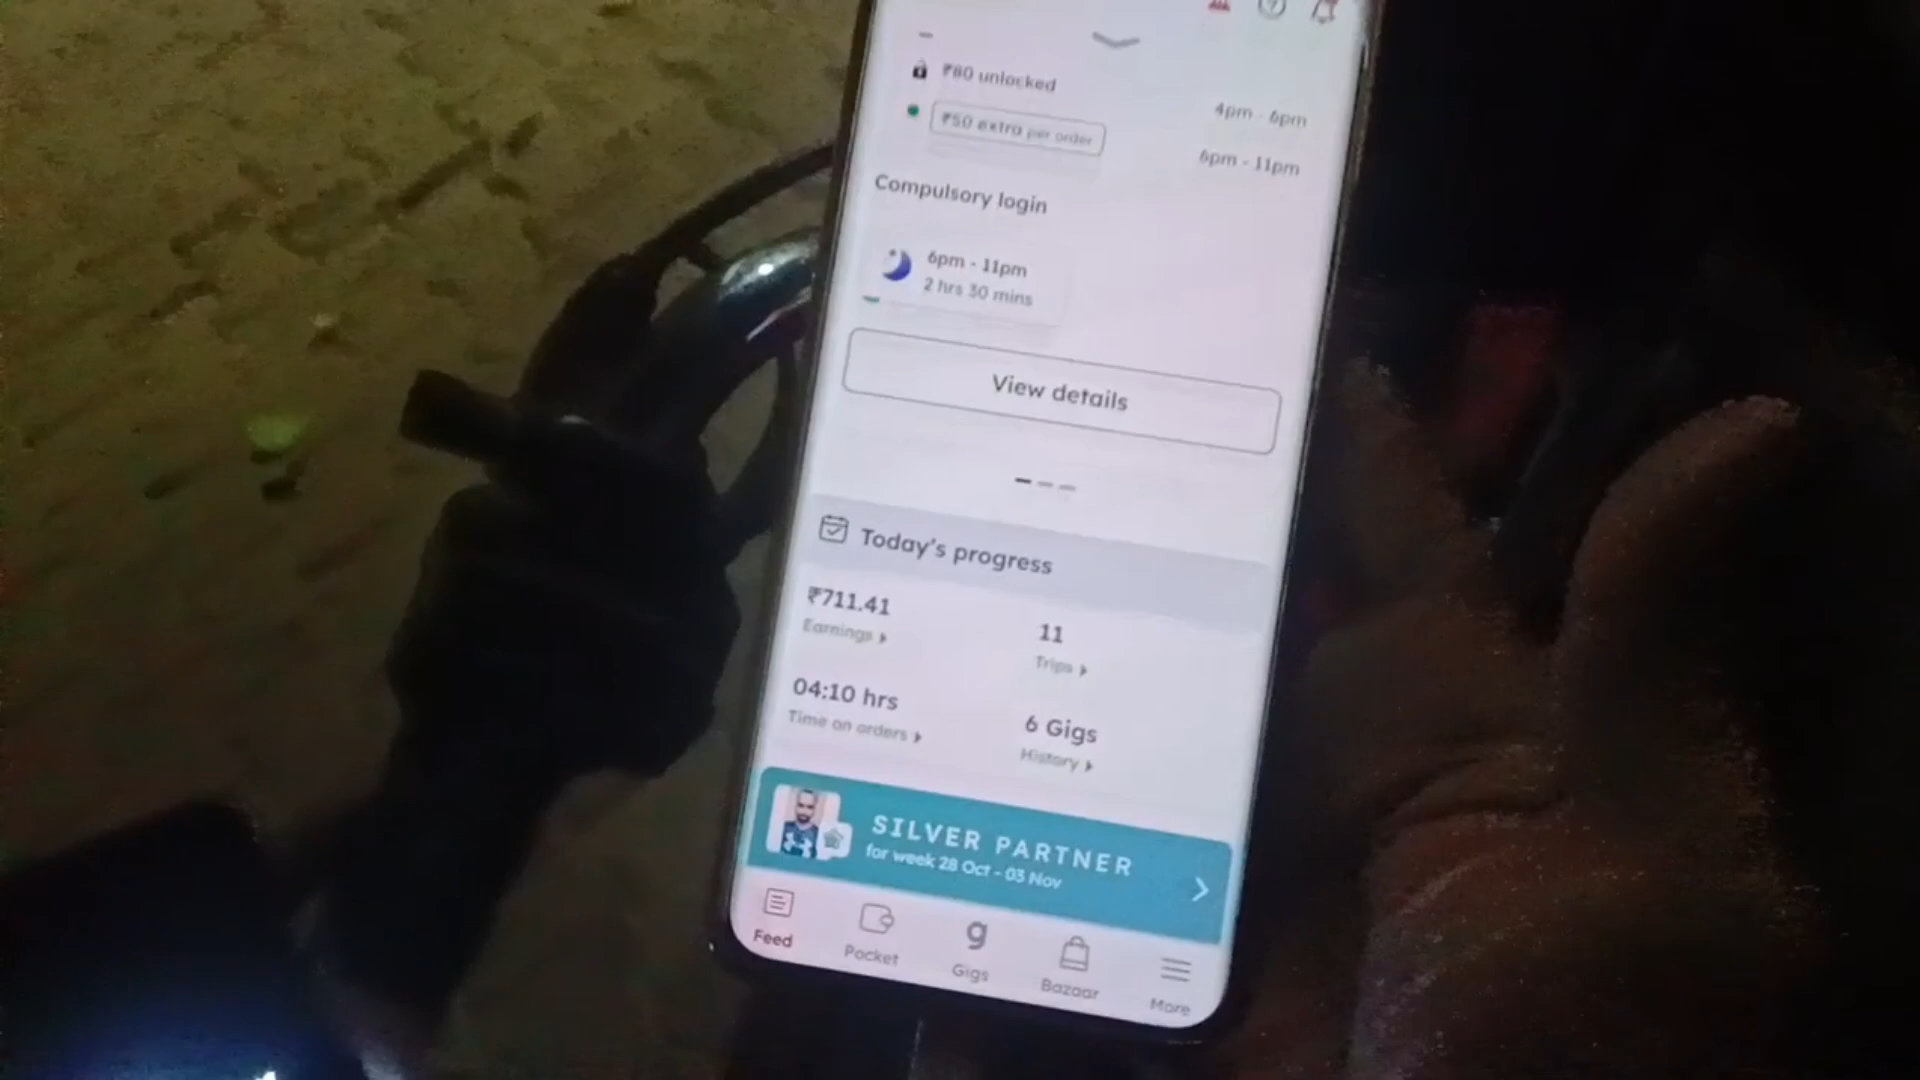 ₹80 unlocked
4pm - 6pm
₹50 extra per order
6pm - 11pm
Compulsory login
6pm - 11pm
2 hrs 30 mins
View details
Today's progress
₹711.41
Earnings
11
Trips
04:10 hrs
Time on orders
6 Gigs
History
SILVER PARTNER
for week 28 Oct - 03 Nov
Feed
Pocket
g
Gigs
Bazaar
More